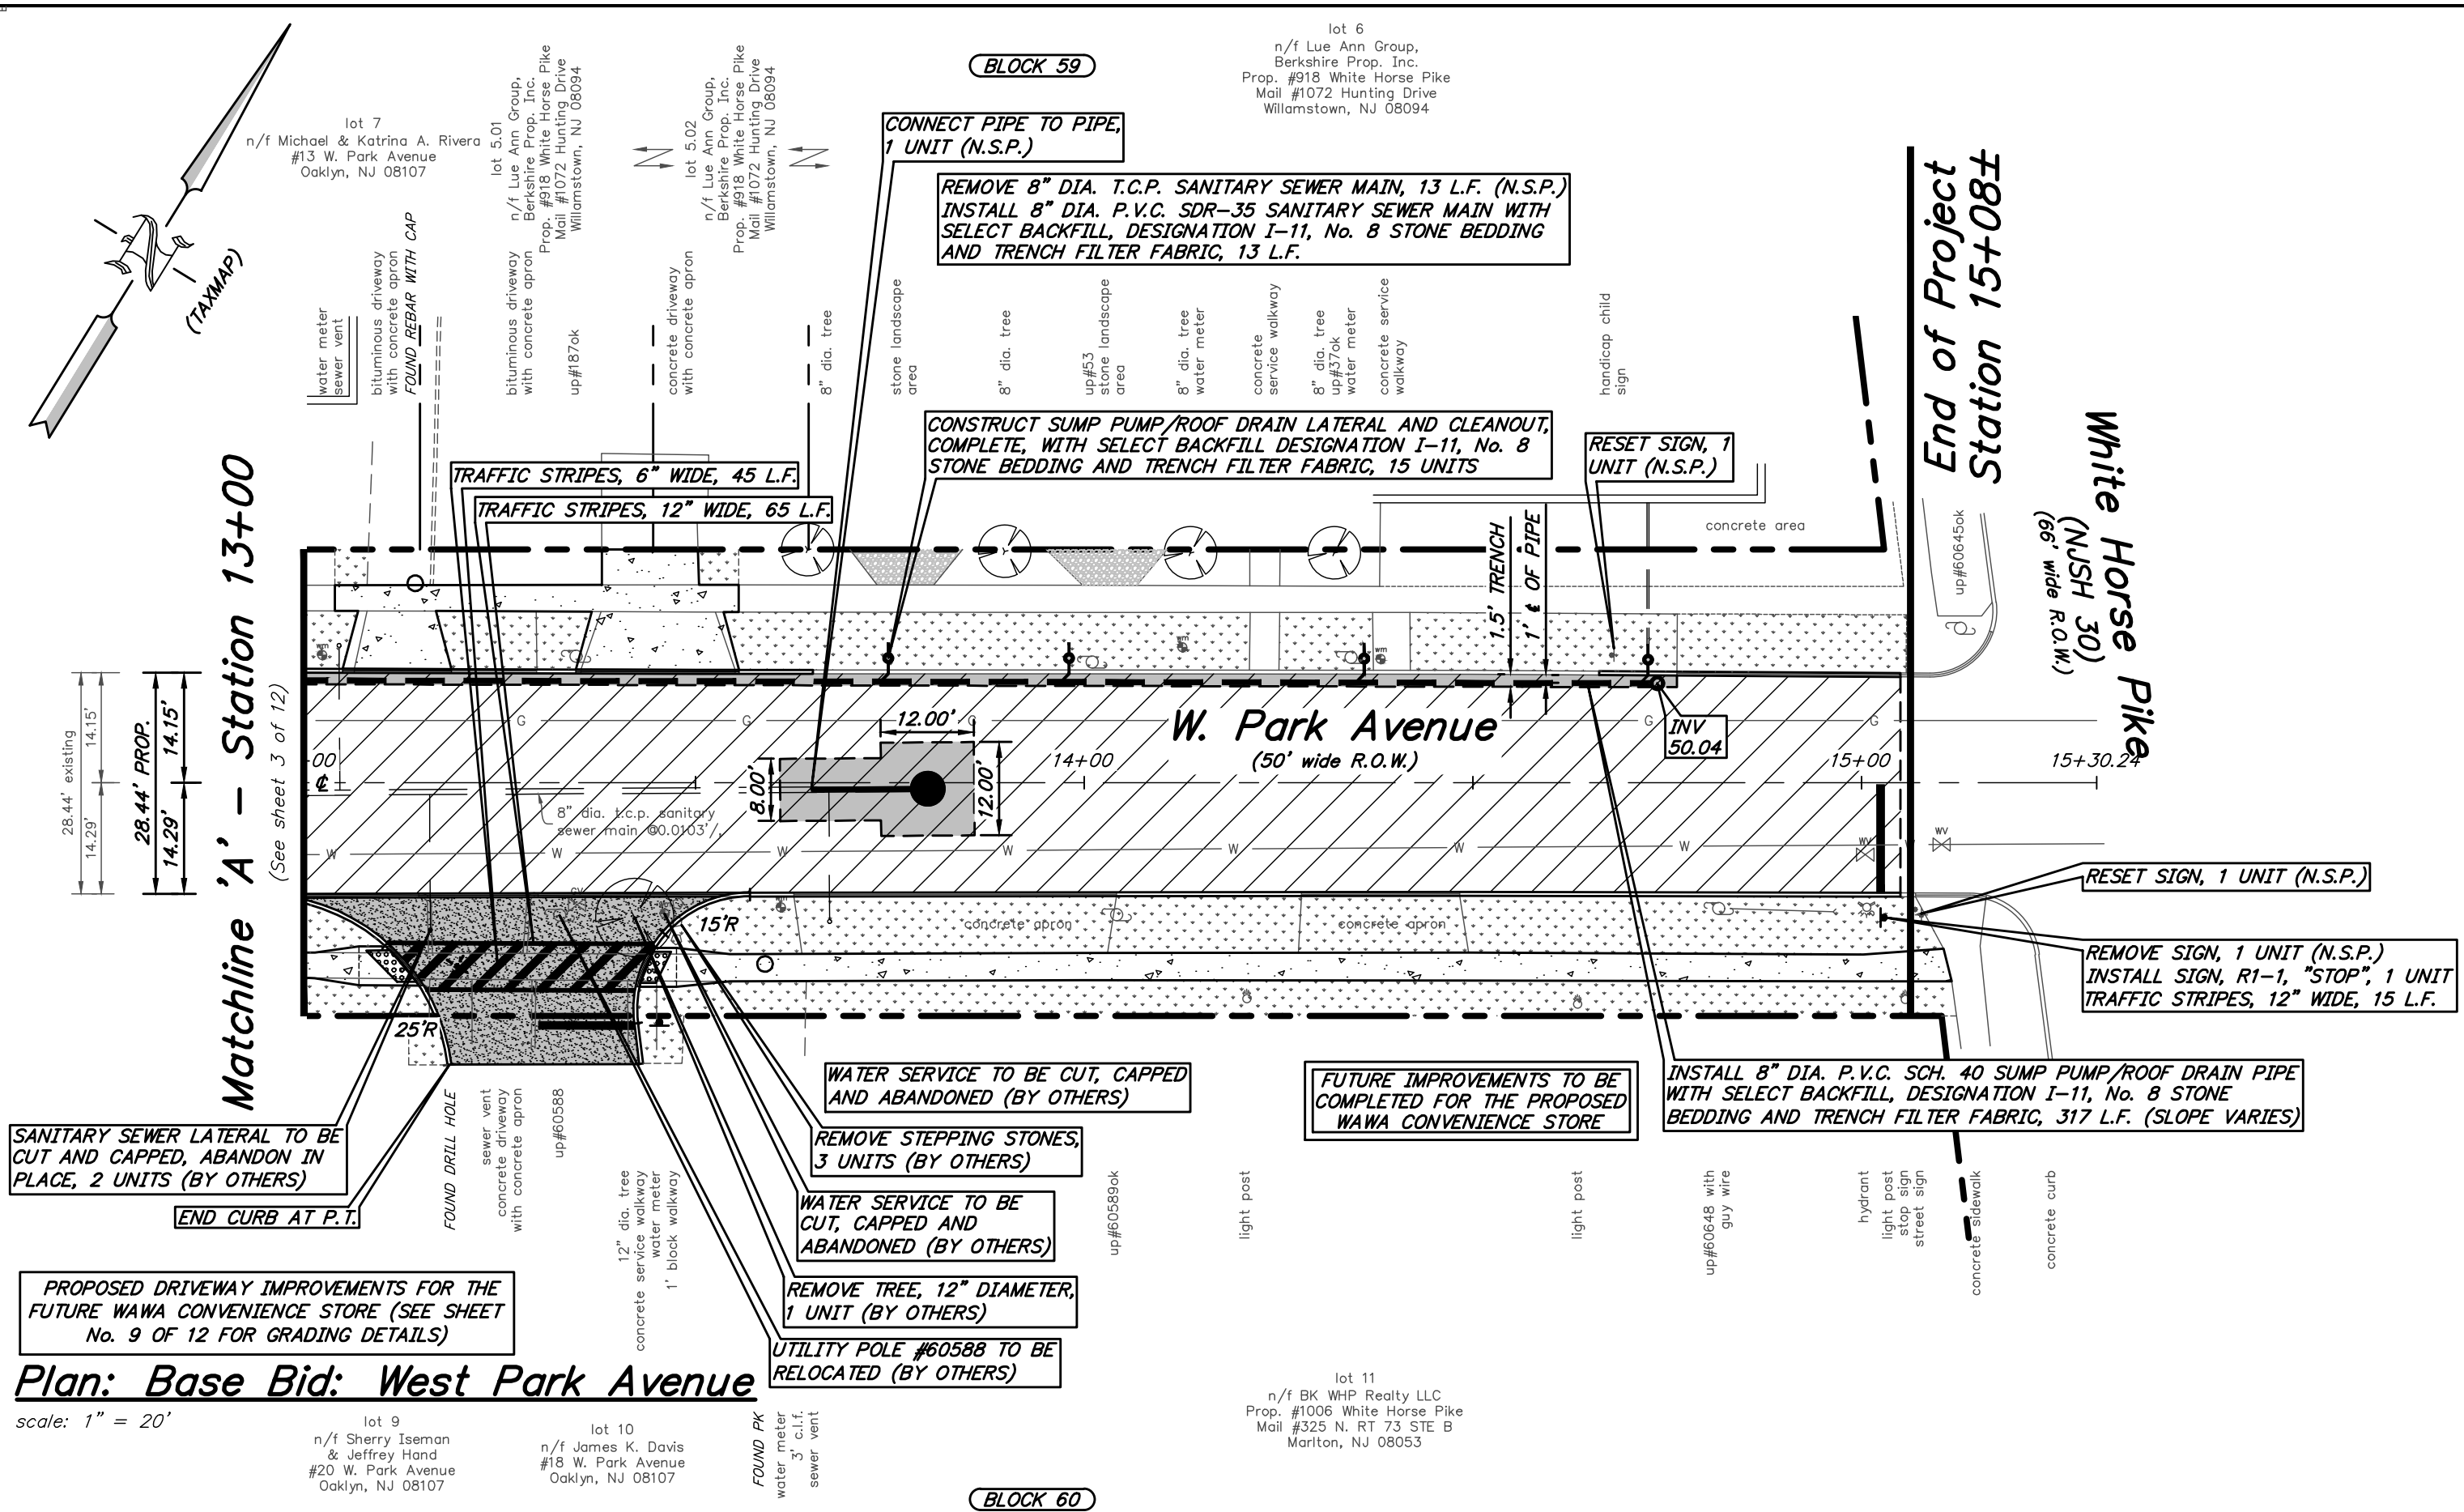 BLOCK 59
lot 6
n/f Lue Ann Group,
Berkshire Prop. Inc.
Prop. #918 White Horse Pike
Mail #1072 Hunting Drive
Willamstown, NJ 08094
lot 7
n/f Michael & Katrina A. Rivera
#13 W. Park Avenue
Oaklyn, NJ 08107
lot 5.01
n/f Lue Ann Group,
Berkshire Prop. Inc.
Prop. #918 White Horse Pike
Mail #1072 Hunting Drive
Willamstown, NJ 08094
lot 5.02
n/f Lue Ann Group,
Berkshire Prop. Inc.
Prop. #918 White Horse Pike
Mail #1072 Hunting Drive
Willamstown, NJ 08094
(TAXMAP)
CONNECT PIPE TO PIPE,
1 UNIT (N.S.P.)
REMOVE 8" DIA. T.C.P. SANITARY SEWER MAIN, 13 L.F. (N.S.P.)
INSTALL 8" DIA. P.V.C. SDR-35 SANITARY SEWER MAIN WITH
SELECT BACKFILL, DESIGNATION I-11, No. 8 STONE BEDDING
AND TRENCH FILTER FABRIC, 13 L.F.
End of Project
Station 15+08±
water meter
sewer vent
bituminous driveway
with concrete apron
FOUND REBAR WITH CAP
bituminous driveway
with concrete apron
up#187ok
concrete driveway
with concrete apron
8" dia. tree
stone landscape
area
8" dia. tree
up#53
stone landscape
area
8" dia. tree
water meter
concrete
service walkway
8" dia. tree
up#37ok
water meter
concrete service
walkway
handicap child
sign
CONSTRUCT SUMP PUMP/ROOF DRAIN LATERAL AND CLEANOUT,
COMPLETE, WITH SELECT BACKFILL DESIGNATION I-11, No. 8
STONE BEDDING AND TRENCH FILTER FABRIC, 15 UNITS
RESET SIGN, 1
UNIT (N.S.P.)
TRAFFIC STRIPES, 6" WIDE, 45 L.F.
TRAFFIC STRIPES, 12" WIDE, 65 L.F.
concrete area
1.5' TRENCH
1' ℄ OF PIPE
up#60645ok
White Horse Pike
(NJSH 30)
(66' wide R.O.W.)
Matchline 'A' - Station 13+00
(See sheet 3 of 12)
28.44' existing
14.15'
14.29'
28.44' PROP.
14.15'
14.29'
wm
wm
wm
G
G
G
G
G
12.00'
W. Park Avenue
(50' wide R.O.W.)
INV
50.04
-00
℄
14+00
15+00
15+30.24
8.00'
12.00'
8" dia. t.c.p. sanitary
sewer main @0.0103'/,
W
W
W
W
W
W
W
W
wv
wv
wm
15'R
25'R
concrete apron
concrete apron
RESET SIGN, 1 UNIT (N.S.P.)
REMOVE SIGN, 1 UNIT (N.S.P.)
INSTALL SIGN, R1-1, "STOP", 1 UNIT
TRAFFIC STRIPES, 12" WIDE, 15 L.F.
WATER SERVICE TO BE CUT, CAPPED
AND ABANDONED (BY OTHERS)
FUTURE IMPROVEMENTS TO BE
COMPLETED FOR THE PROPOSED
WAWA CONVENIENCE STORE
INSTALL 8" DIA. P.V.C. SCH. 40 SUMP PUMP/ROOF DRAIN PIPE
WITH SELECT BACKFILL, DESIGNATION I-11, No. 8 STONE
BEDDING AND TRENCH FILTER FABRIC, 317 L.F. (SLOPE VARIES)
SANITARY SEWER LATERAL TO BE
CUT AND CAPPED, ABANDON IN
PLACE, 2 UNITS (BY OTHERS)
END CURB AT P.T.
REMOVE STEPPING STONES,
3 UNITS (BY OTHERS)
WATER SERVICE TO BE
CUT, CAPPED AND
ABANDONED (BY OTHERS)
REMOVE TREE, 12" DIAMETER,
1 UNIT (BY OTHERS)
UTILITY POLE #60588 TO BE
RELOCATED (BY OTHERS)
FOUND DRILL HOLE
sewer vent
concrete driveway
with concrete apron
up#60588
12" dia. tree
concrete service walkway
water meter
1' block walkway
up#60589ok
light post
light post
up#60648 with
guy wire
hydrant
light post
stop sign
street sign
concrete sidewalk
concrete curb
PROPOSED DRIVEWAY IMPROVEMENTS FOR THE
FUTURE WAWA CONVENIENCE STORE (SEE SHEET
No. 9 OF 12 FOR GRADING DETAILS)
Plan: Base Bid: West Park Avenue
scale: 1" = 20'
lot 9
n/f Sherry Iseman
& Jeffrey Hand
#20 W. Park Avenue
Oaklyn, NJ 08107
lot 10
n/f James K. Davis
#18 W. Park Avenue
Oaklyn, NJ 08107
FOUND PK
water meter
3' c.l.f.
sewer vent
lot 11
n/f BK WHP Realty LLC
Prop. #1006 White Horse Pike
Mail #325 N. RT 73 STE B
Marlton, NJ 08053
BLOCK 60